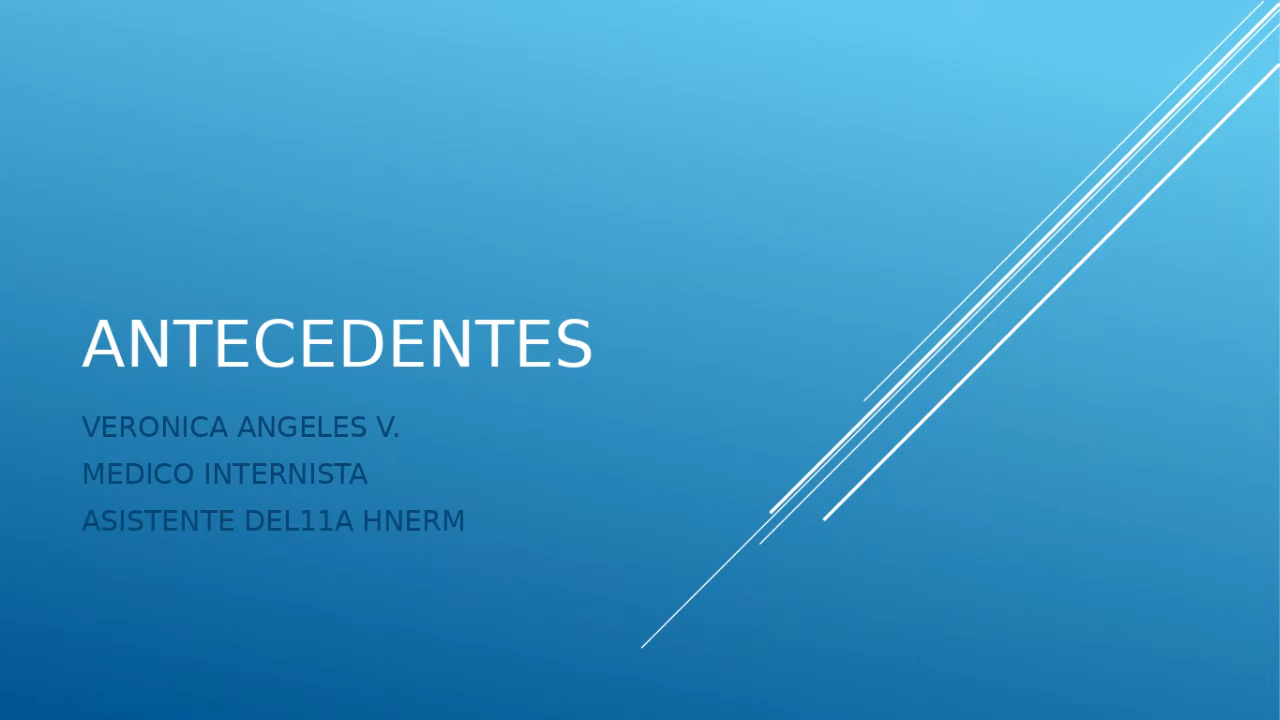 ANTECEDENTES
VERONICA ANGELES V.
MEDICO INTERNISTA
ASISTENTE DEL11A HNERM